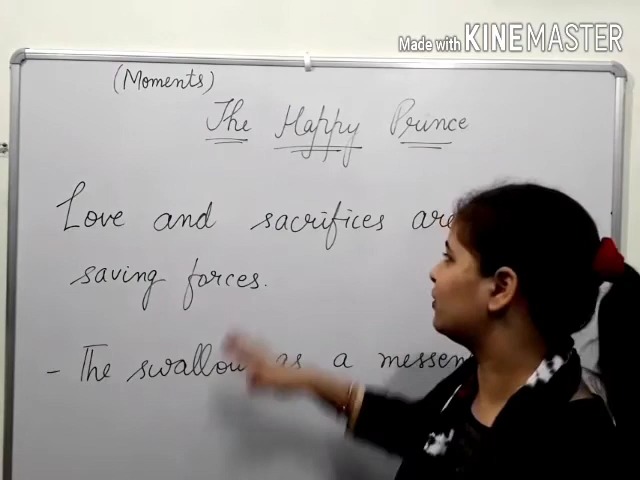 Made with KINEMASTER
(Moments)
The Happy Prince
Love and sacrifices are
saving forces.
- The swallow as a